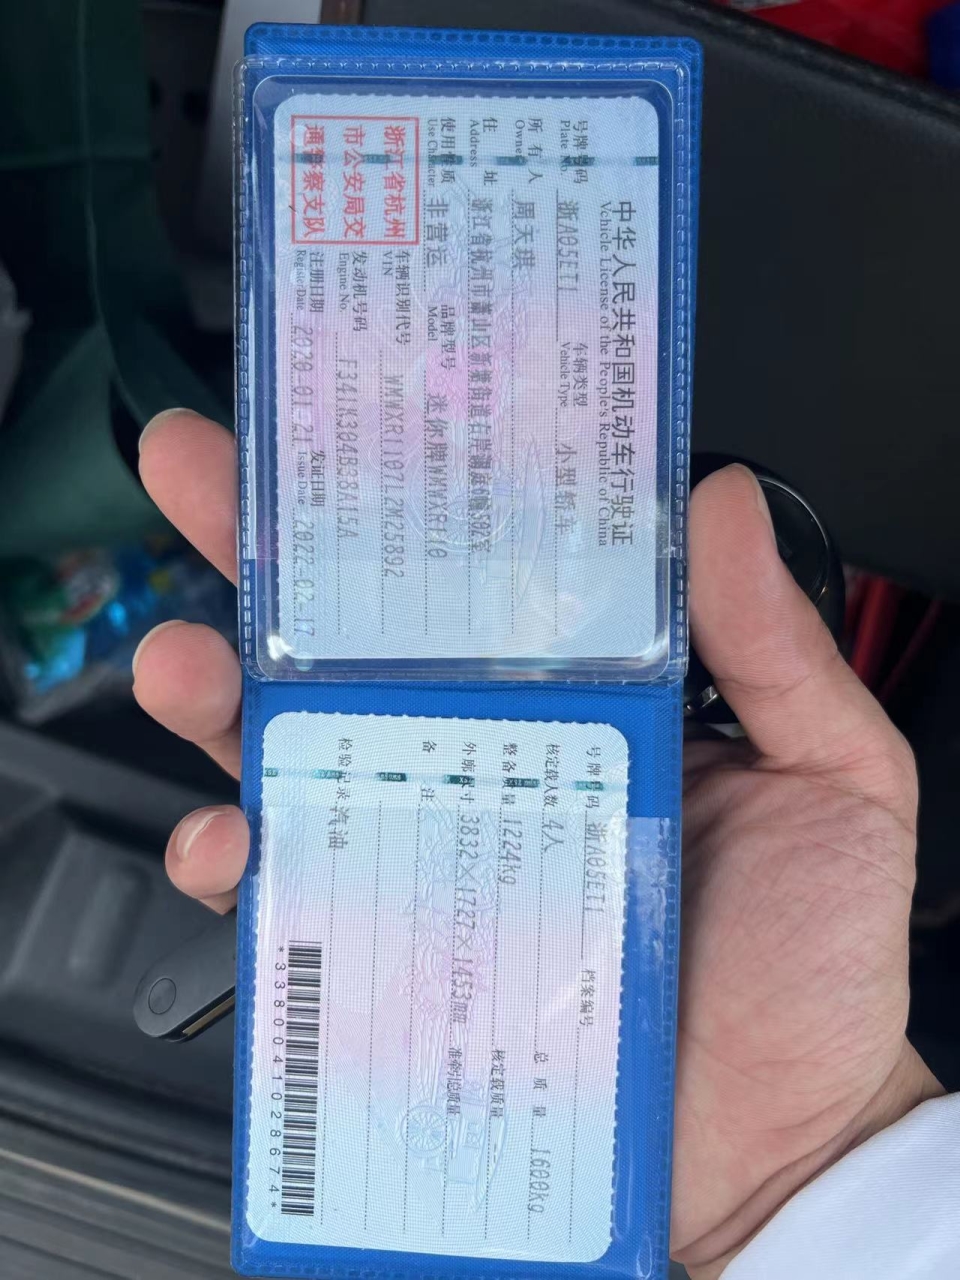 中华人民共和国机动车行驶证
Vehicle License of the People's Republic of China
号牌号码 浙A05EI1 车辆类型 小型轿车
Plate No. Vehicle Type
所有人 周天琪
Owner
住址 浙江省杭州市萧山区新塘街道右岸澜庭
Address
使用性质 非营运 品牌型号 迷你牌WMWXR110
Use Character Model
浙江省杭州
市公安局交
通警察支队
车辆识别代号 WMWXR1107L2M25892
VIN
发动机号码 F341K304B38A15A
Engine No.
注册日期 2020-01-21 发证日期 2022-02-17
Register Date Issue Date
号牌号码 浙A05EI1 档案编号
核定载人数 4人 总质量 1600kg
整备质量 1224kg 核定载质量
外廓尺寸 3832×1727×1453mm 准牵引总质量
备注
检验记录 汽油
*3380041028674*